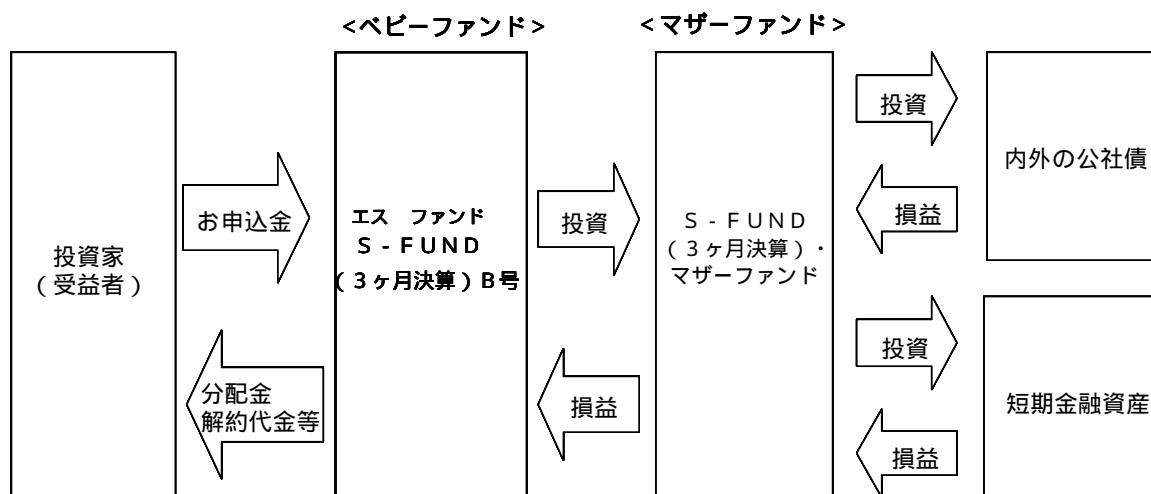 ＜ベビーファンド＞
＜マザーファンド＞
投資家
（受益者）
お申込金
分配金
解約代金等
エス ファンド
Ｓ-ＦＵＮＤ
（３ヶ月決算）Ｂ号
投資
損益
Ｓ-ＦＵＮＤ
（３ヶ月決算）・
マザーファンド
投資
損益
内外の公社債
投資
損益
短期金融資産